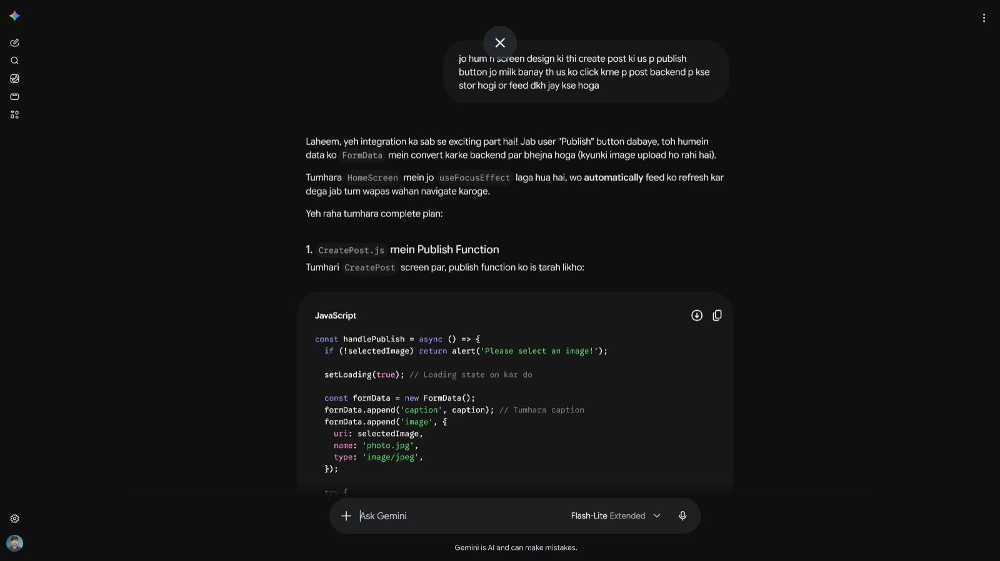 jo hum n screen design ki thi create post ki us p publish
button jo milk banay th us ko click krne p post backend p kse
stor hogi or feed dkh jay kse hoga
Laheem, yeh integration ka sab se exciting part hai! Jab user "Publish" button dabaye, toh humein
data ko FormData mein convert karke backend par bhejna hoga (kyunki image upload ho rahi hai).
Tumhara HomeScreen mein jo useFocusEffect laga hua hai, wo automatically feed ko refresh kar
dega jab tum wapas wahan navigate karoge.
Yeh raha tumhara complete plan:
1. CreatePost.js mein Publish Function
Tumhari CreatePost screen par, publish function ko is tarah likho:
JavaScript
const handlePublish = async () => {
if (!selectedImage) return alert('Please select an image!');
setLoading(true); // Loading state on kar do
const formData = new FormData();
formData.append('caption', caption); // Tumhara caption
formData.append('image', {
uri: selectedImage,
name: 'photo.jpg',
type: 'image/jpeg',
});
try {
Ask Gemini
Flash-Lite Extended
Gemini is AI and can make mistakes.